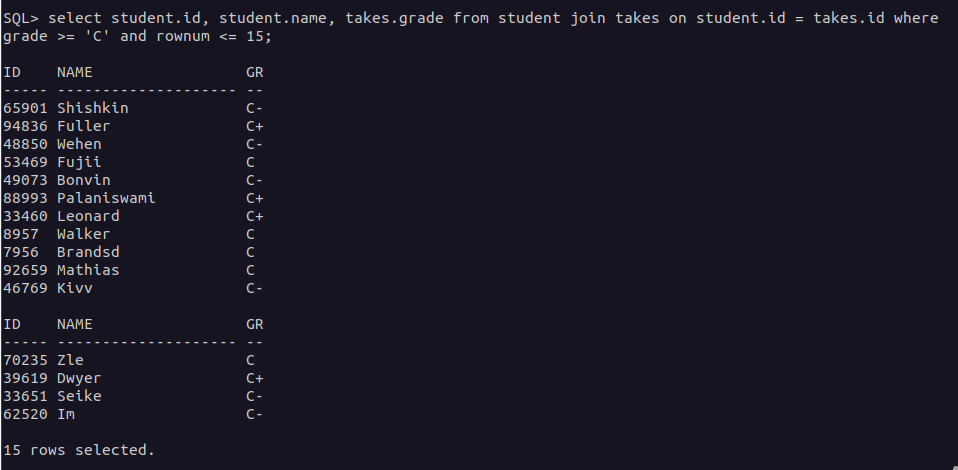 SQL> select student.id, student.name, takes.grade from student join takes on student.id = takes.id where
grade >= 'C' and rownum <= 15;
ID    NAME                 GR
----- -------------------- --
65901 Shishkin             C-
94836 Fuller               C+
48850 Wehen                C-
53469 Fujii                C
49073 Bonvin               C-
88993 Palaniswami          C+
33460 Leonard              C+
8957  Walker               C
7956  Brandsd              C
92659 Mathias              C
46769 Kivv                 C-
ID    NAME                 GR
----- -------------------- --
70235 Zle                  C
39619 Dwyer                C+
33651 Seike                C-
62520 Im                   C-
15 rows selected.